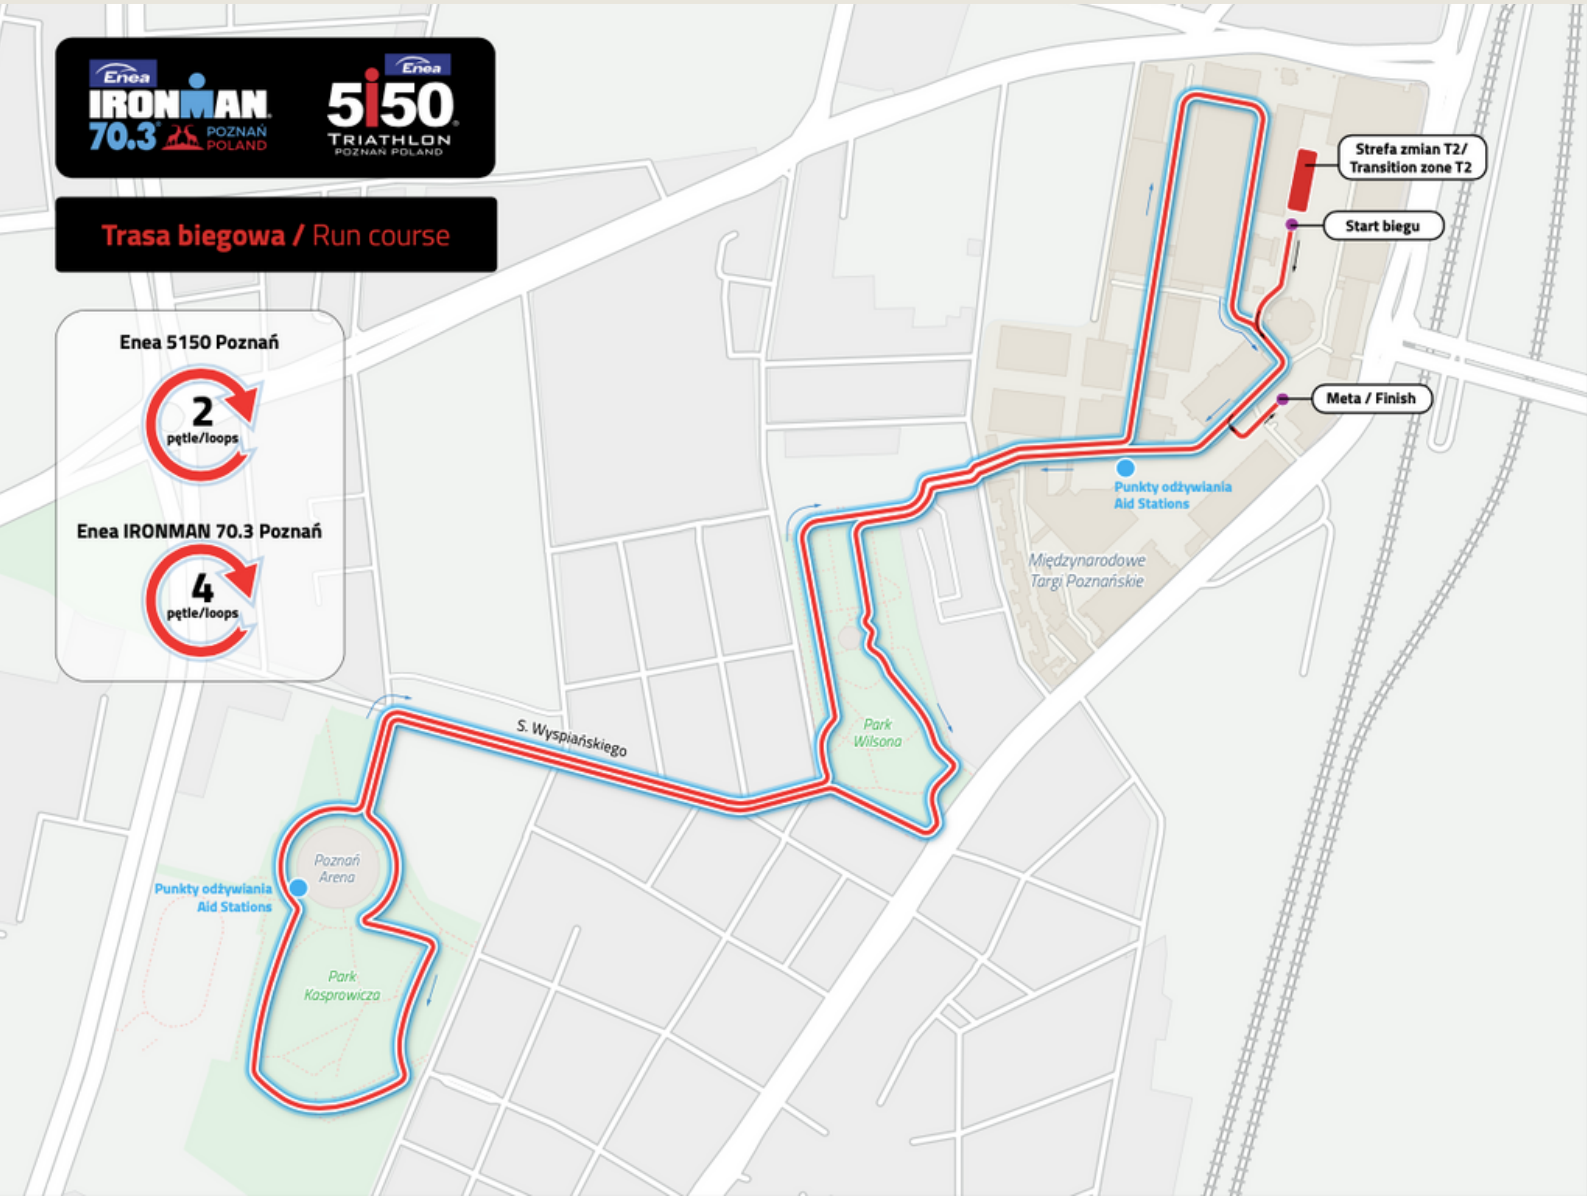 Enea
IRONMAN
70.3 POZNAŃ
POLAND
Enea
5i50
TRIATHLON
POZNAŃ POLAND
Trasa biegowa / Run course
Enea 5150 Poznań
2
pętle/loops
Enea IRONMAN 70.3 Poznań
4
pętle/loops
Strefa zmian T2/
Transition zone T2
Start biegu
Meta / Finish
Punkty odżywiania
Aid Stations
Międzynarodowe
Targi Poznańskie
S. Wyspiańskiego
Park
Wilsona
Poznań
Arena
Punkty odżywiania
Aid Stations
Park
Kasprowicza